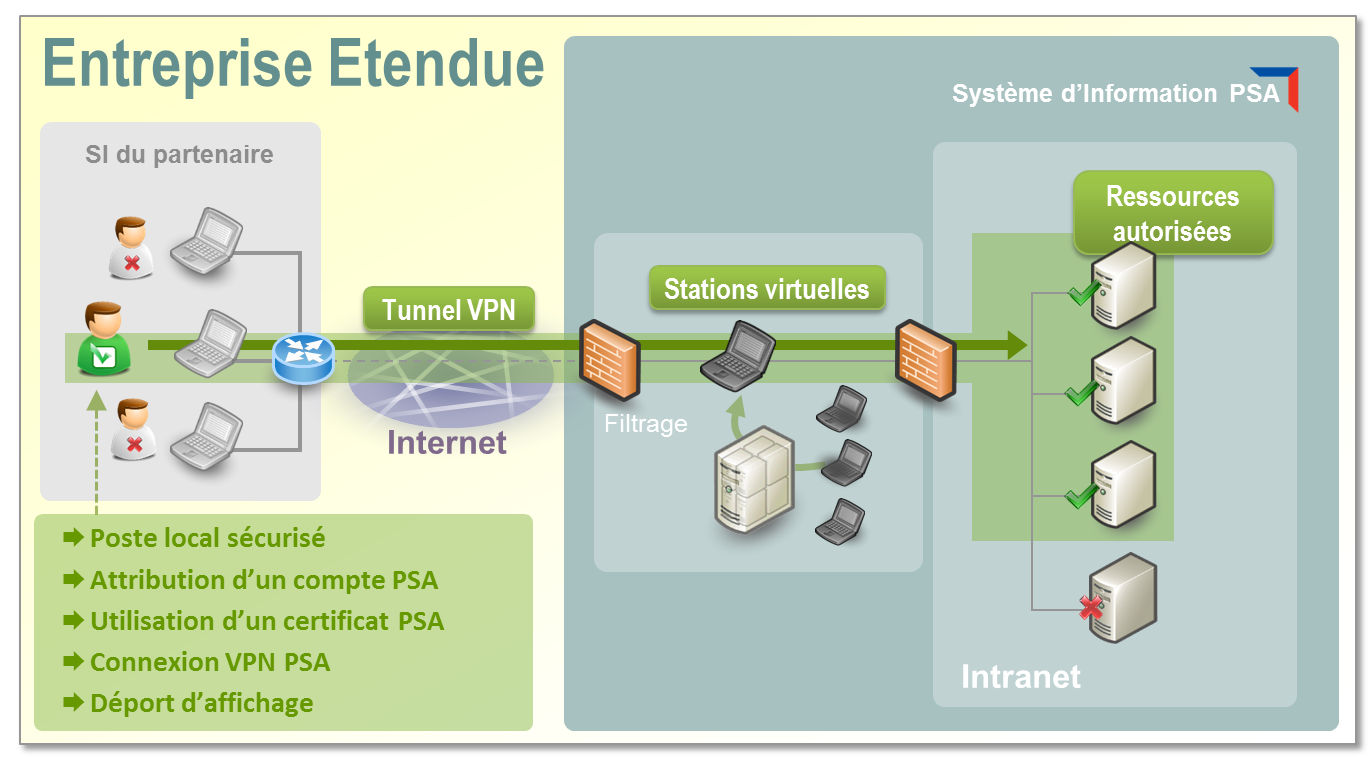 Entreprise Etendue
Système d’Information PSA
SI du partenaire
Ressources
autorisées
Stations virtuelles
Tunnel VPN
Filtrage
Internet
Poste local sécurisé
Attribution d’un compte PSA
Utilisation d’un certificat PSA
Connexion VPN PSA
Déport d’affichage
Intranet